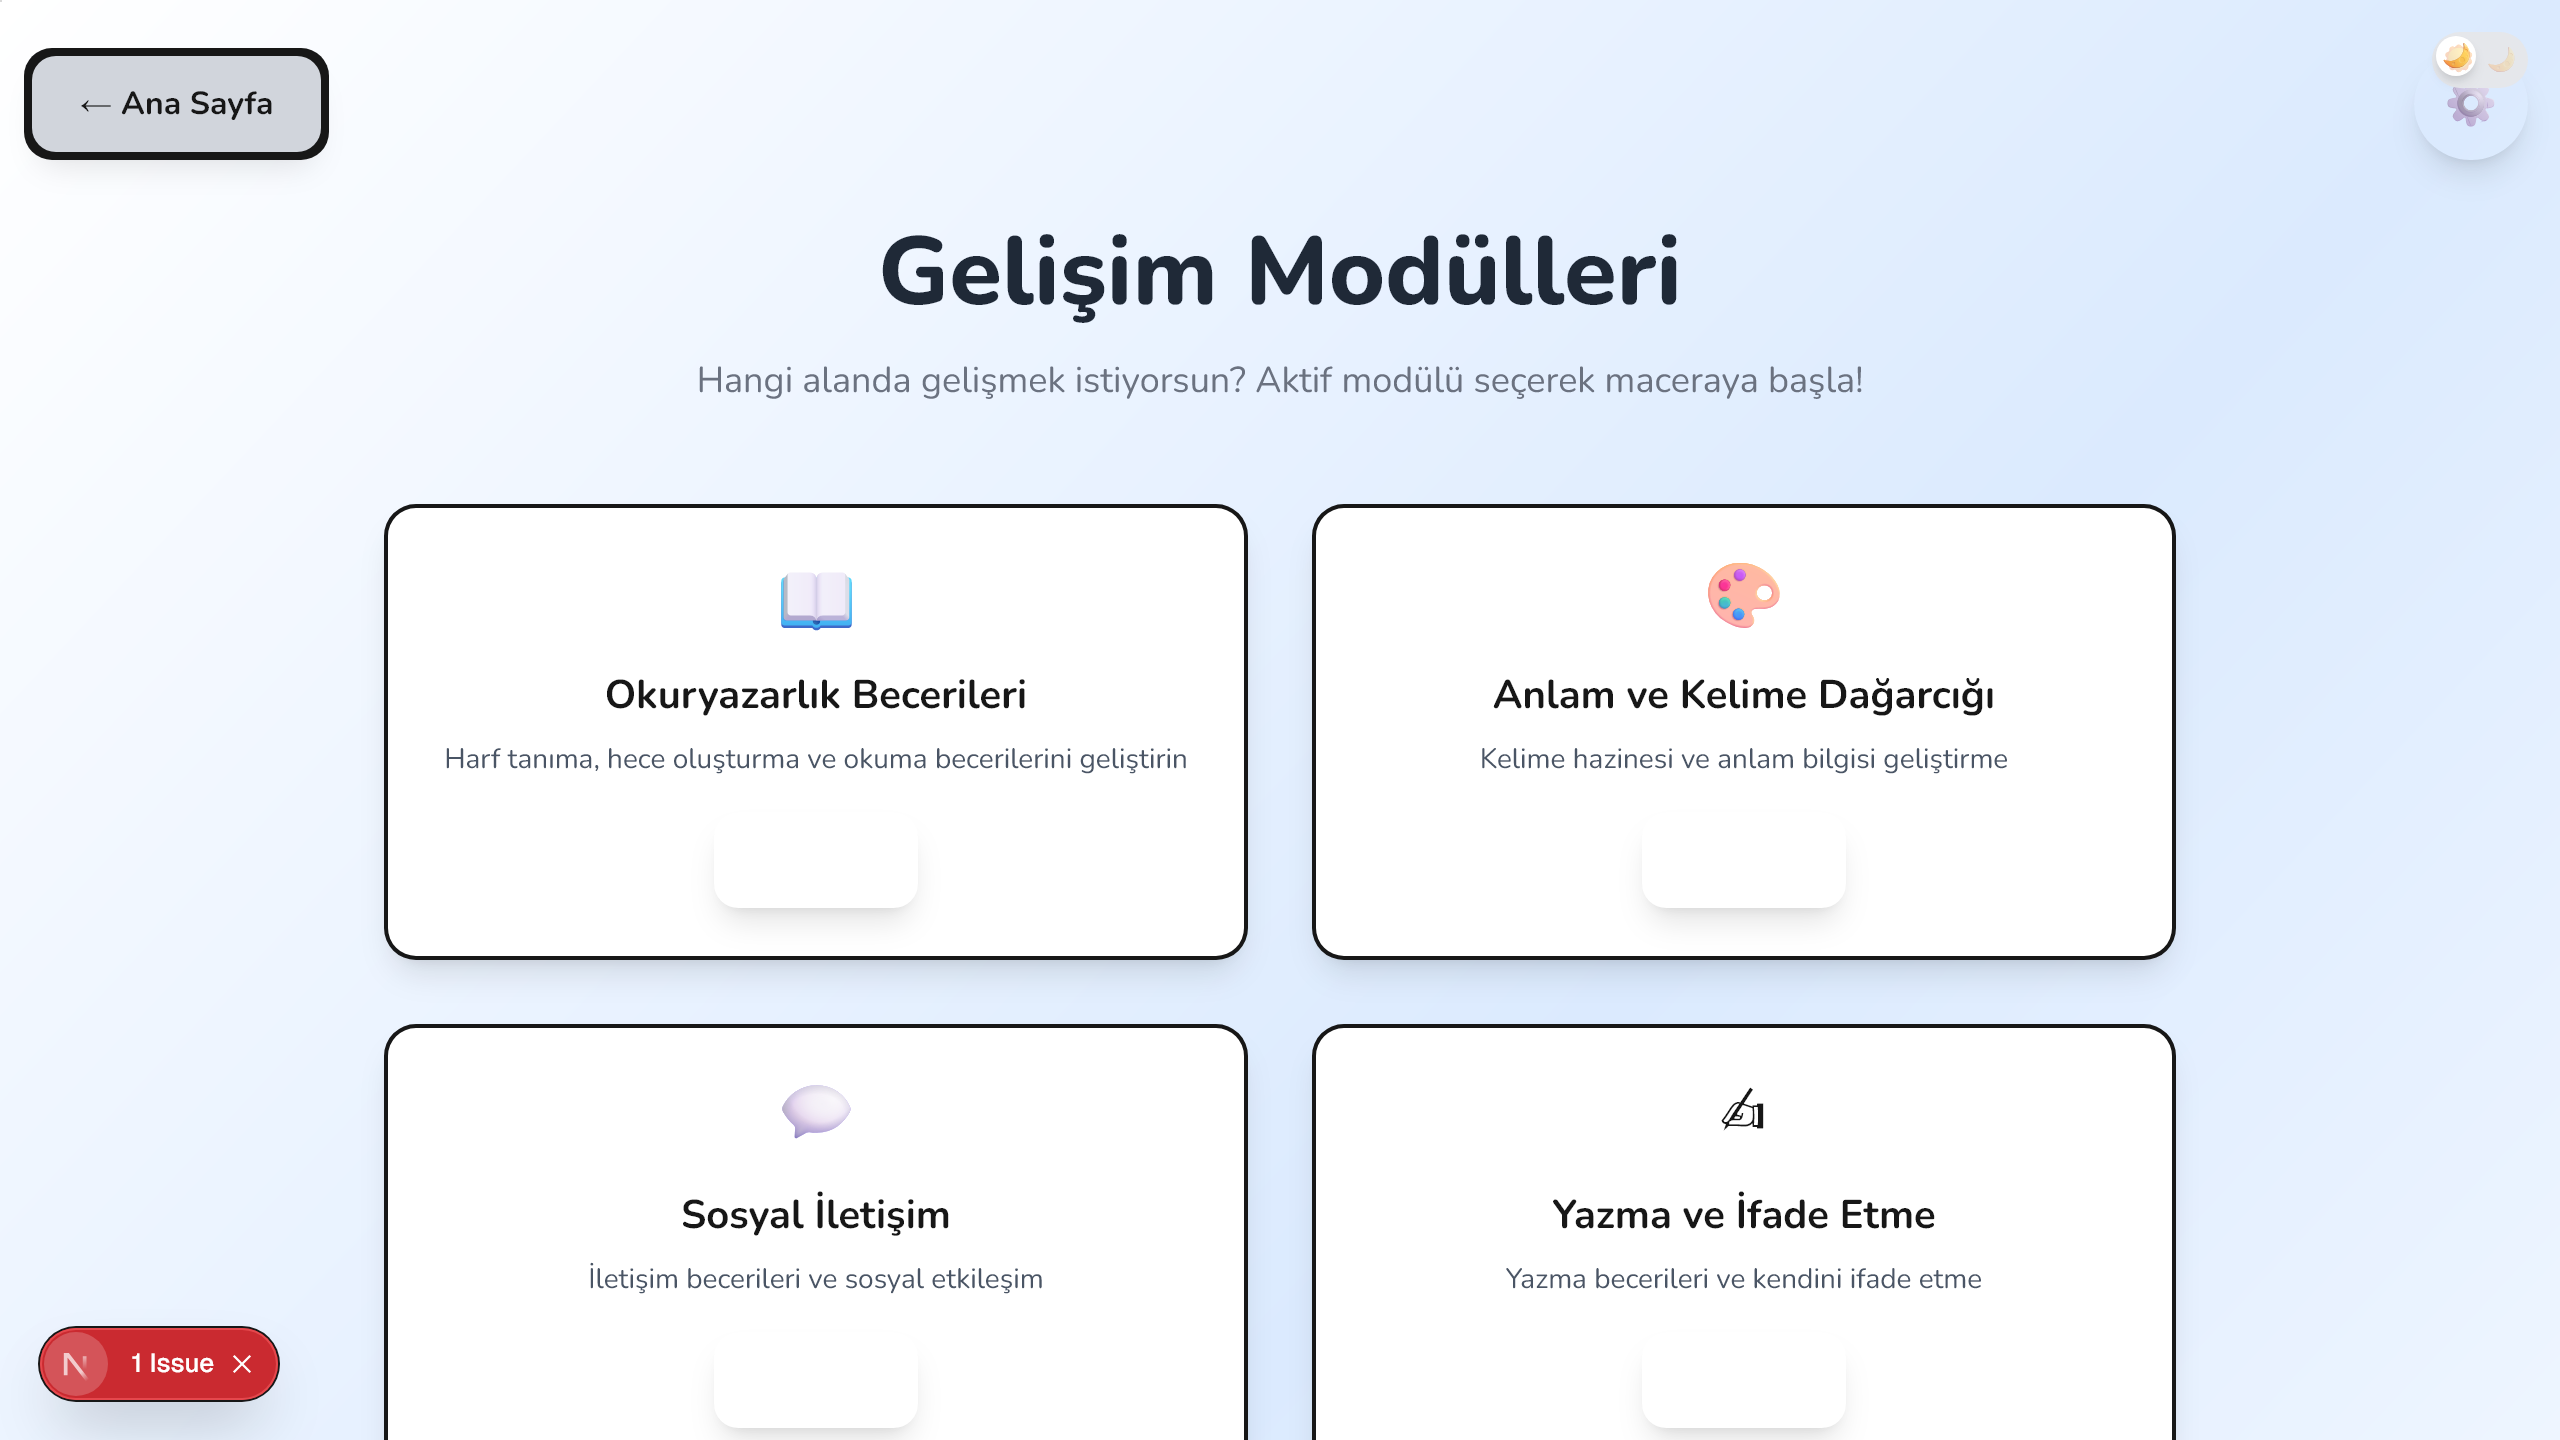 ← Ana Sayfa
Gelişim Modülleri
Hangi alanda gelişmek istiyorsun? Aktif modülü seçerek maceraya başla!
Okuryazarlık Becerileri
Harf tanıma, hece oluşturma ve okuma becerilerini geliştirin
Anlam ve Kelime Dağarcığı
Kelime hazinesi ve anlam bilgisi geliştirme
Sosyal İletişim
İletişim becerileri ve sosyal etkileşim
Yazma ve İfade Etme
Yazma becerileri ve kendini ifade etme
N 1 Issue